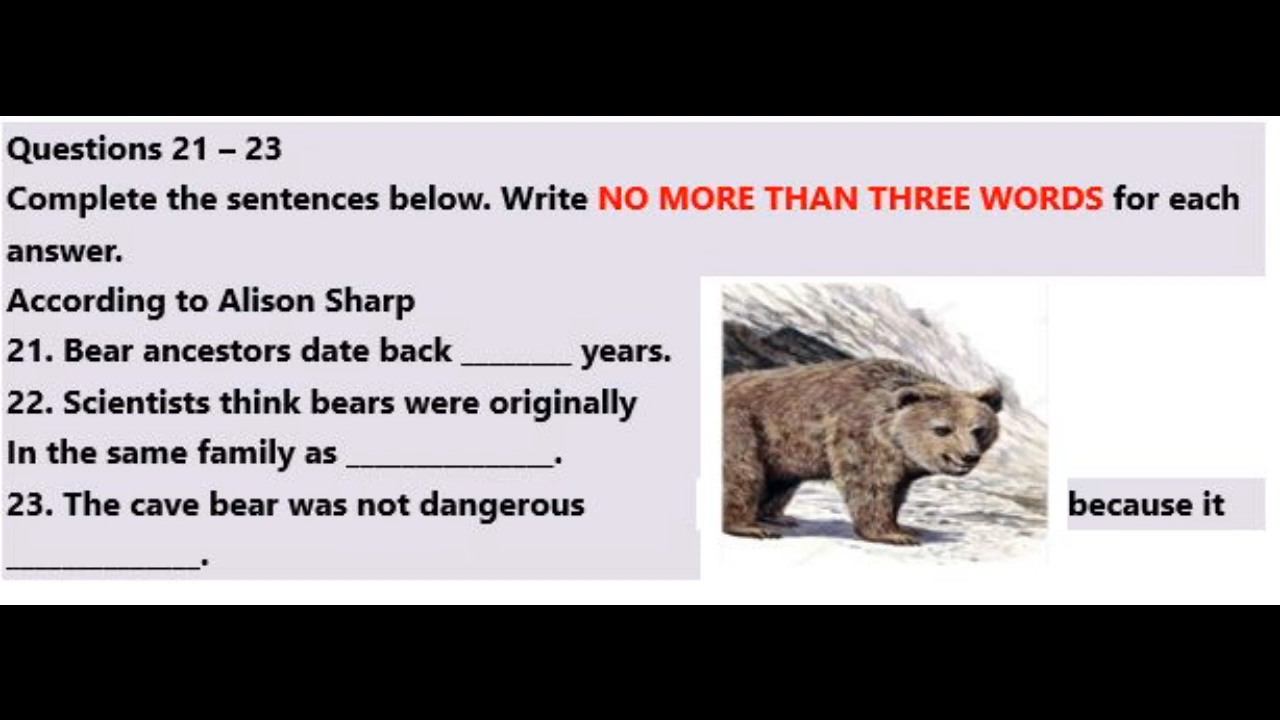 Questions 21 – 23
Complete the sentences below. Write NO MORE THAN THREE WORDS for each
answer.
According to Alison Sharp
21. Bear ancestors date back ________ years.
22. Scientists think bears were originally
In the same family as _______________.
23. The cave bear was not dangerous because it
______________.